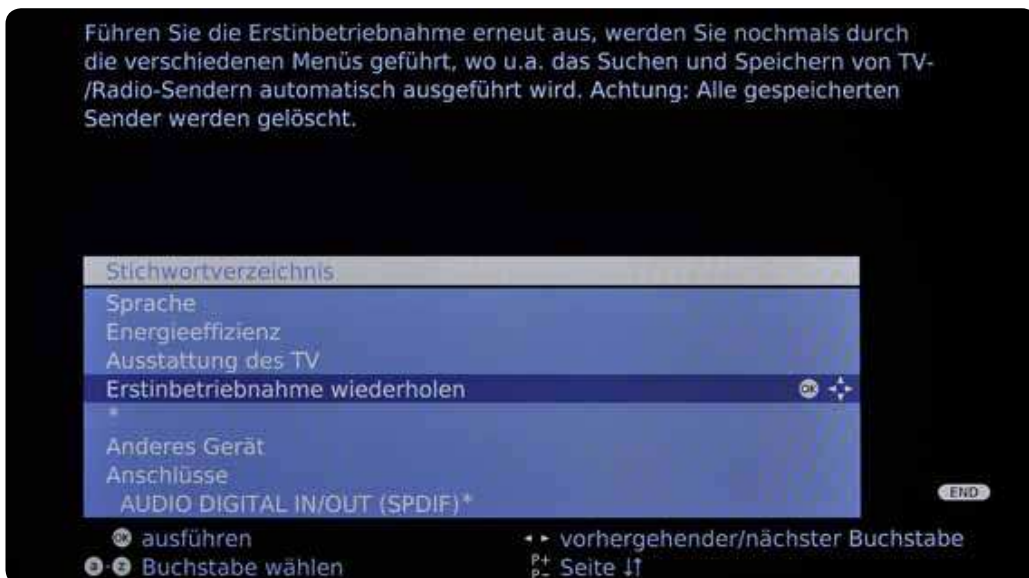 Führen Sie die Erstinbetriebnahme erneut aus, werden Sie nochmals durch
die verschiedenen Menüs geführt, wo u.a. das Suchen und Speichern von TV-
/Radio-Sendern automatisch ausgeführt wird. Achtung: Alle gespeicherten
Sender werden gelöscht.
Stichwortverzeichnis
Sprache
Energieeffizienz
Ausstattung des TV
Erstinbetriebnahme wiederholen OK
*
Anderes Gerät
Anschlüsse
AUDIO DIGITAL IN/OUT (SPDIF)*
END
OK ausführen
vorhergehender/nächster Buchstabe
a-z Buchstabe wählen
P+ P- Seite ↓↑